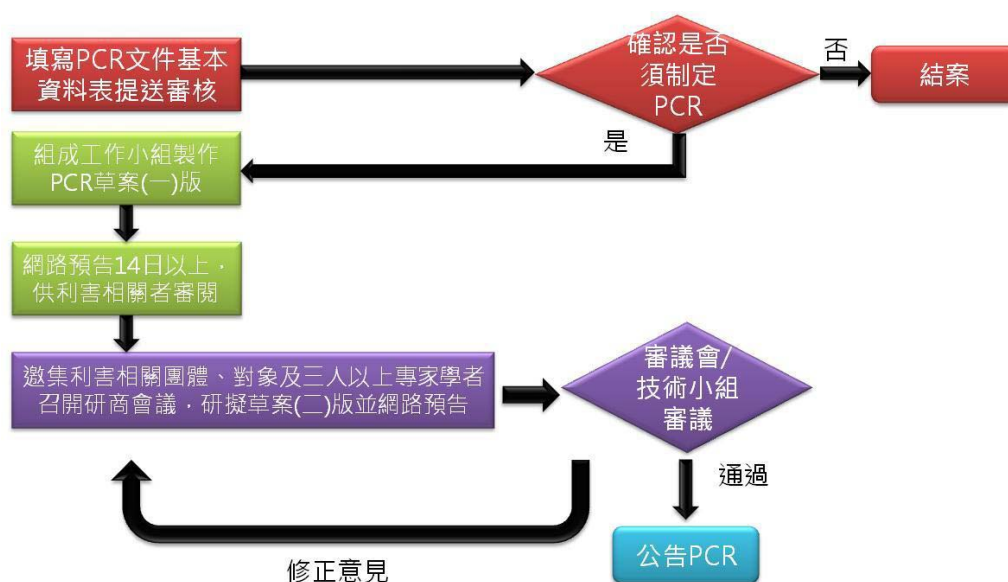 填寫PCR文件基本
資料表提送審核
確認是否
須制定
PCR
否
結案
是
組成工作小組製作
PCR草案(一)版
網路預告14日以上，
供利害相關者審閱
邀集利害相關團體、對象及三人以上專家學者
召開研商會議，研擬草案(二)版並網路預告
審議會/
技術小組
審議
通過
公告PCR
修正意見